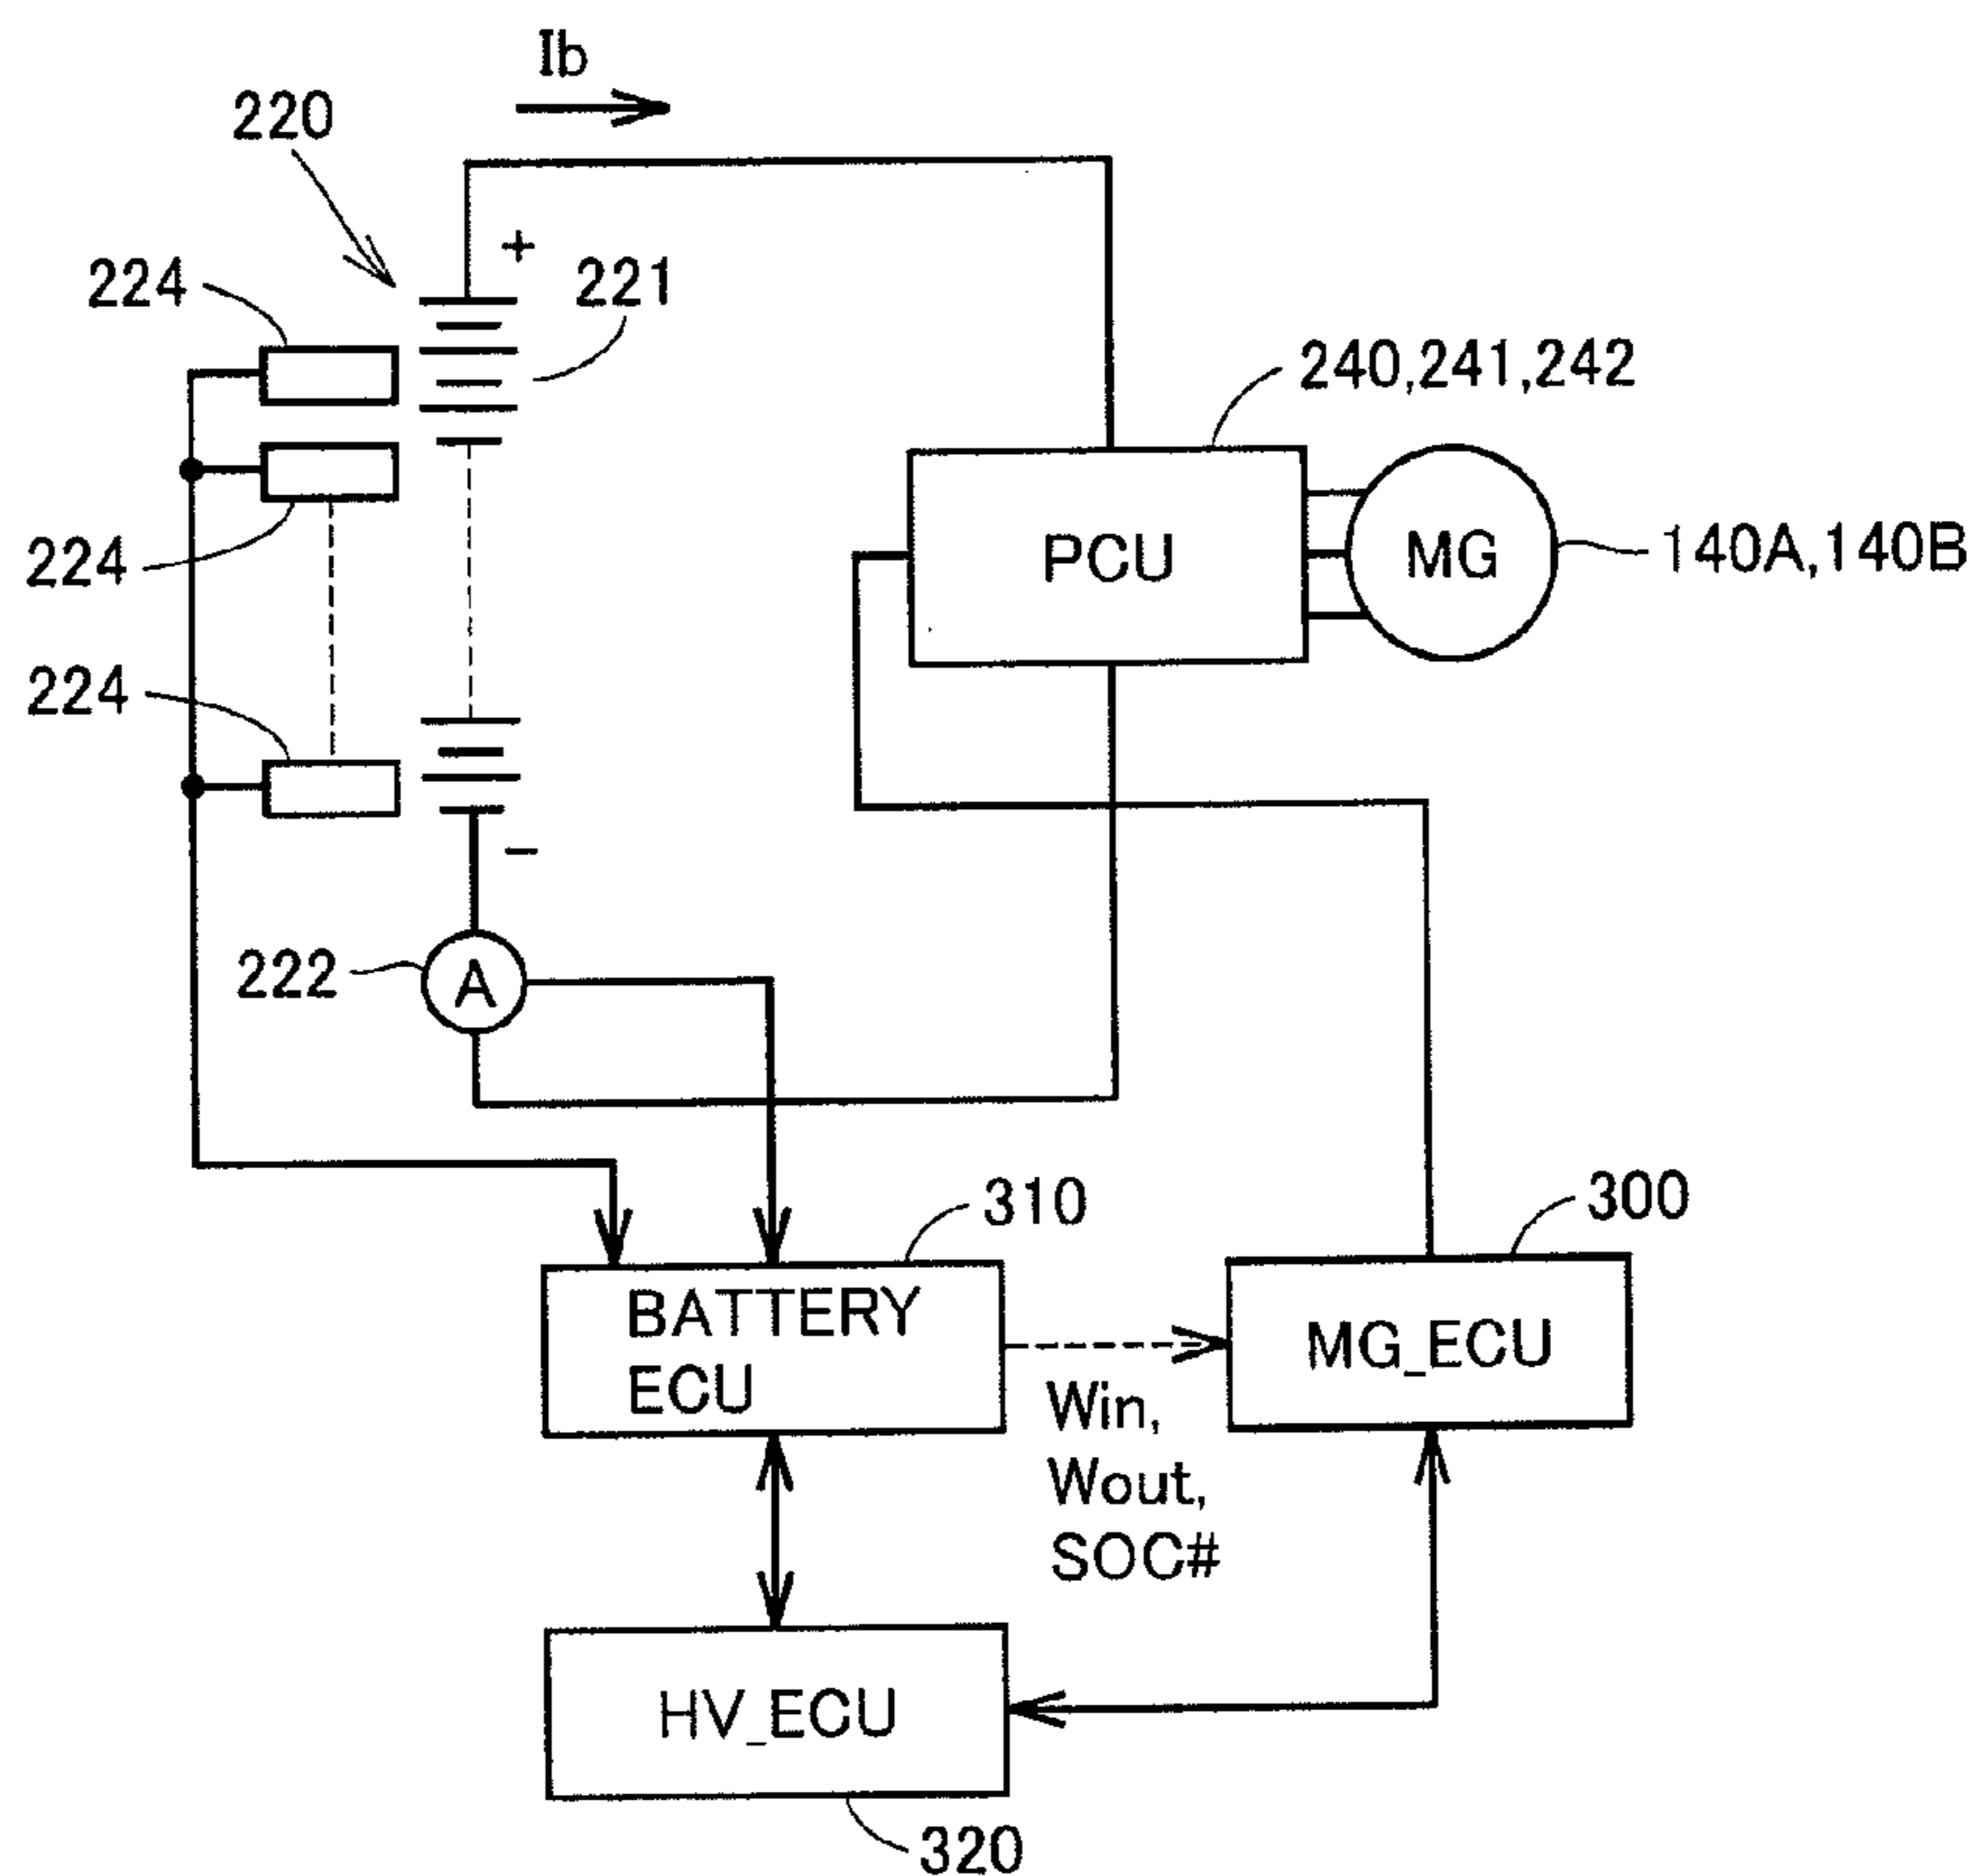 Ib
220
+
224
221
240,241,242
PCU
MG
140A,140B
224
224
−
222
A
310
300
BATTERY
ECU
MG_ECU
Win,
Wout,
SOC#
HV_ECU
320